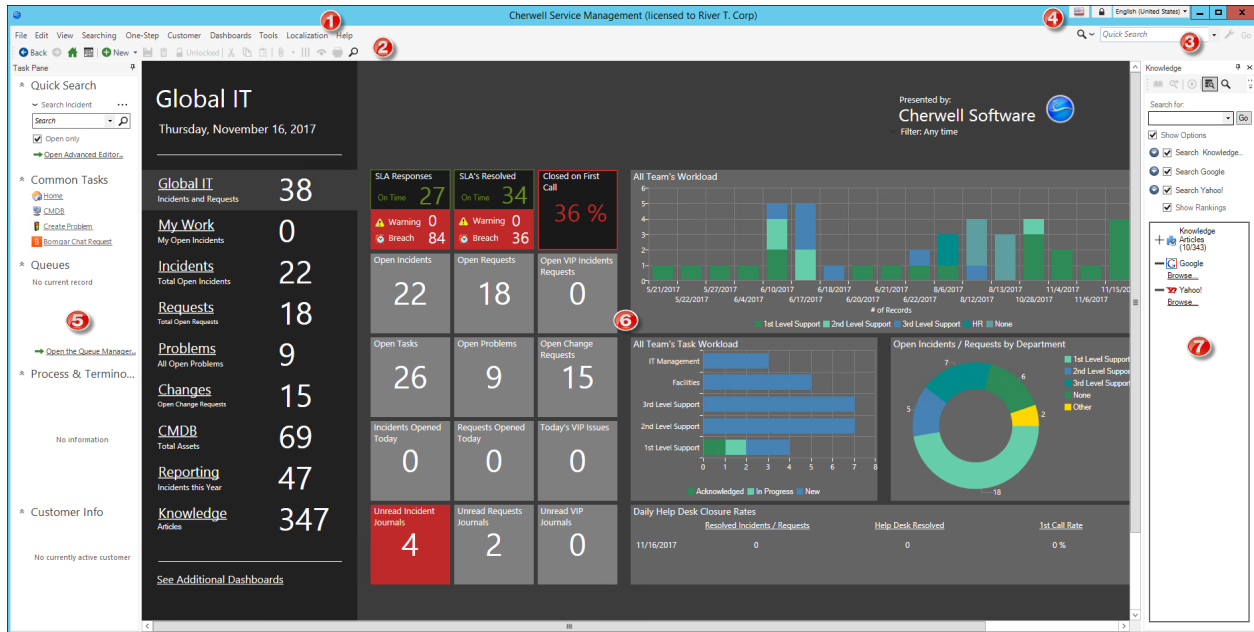 Cherwell Service Management (licensed to River T. Corp)
4
English (United States)
1
File Edit View Searching One-Step Customer Dashboards Tools Localization Help
Quick Search
3
Go
2
Back
New
Unlocked
Task Pane
Quick Search
Search Incident
Search
Open only
Open Advanced Editor...
Common Tasks
Home
CMDB
Create Problem
Bomgar Chat Request
Queues
No current record
5
Open the Queue Manager...
Process & Termino...
No information
Customer Info
No currently active customer
Global IT
Thursday, November 16, 2017
Presented by:
Cherwell Software
Filter: Any time
Global IT 38
Incidents and Requests
My Work 0
My Open Incidents
Incidents 22
Total Open Incidents
Requests 18
Total Open Requests
Problems 9
All Open Problems
Changes 15
Open Change Requests
CMDB 69
Total Assets
Reporting 47
Incidents this Year
Knowledge 347
Articles
See Additional Dashboards
SLA Responses
On Time 27
Warning 0
Breach 84
SLA's Resolved
On Time 34
Warning 0
Breach 36
Closed on First
Call
36 %
Open Incidents
22
Open Requests
18
Open VIP Incidents
Requests
0
Open Tasks
26
Open Problems
9
Open Change
Requests
15
Incidents Opened
Today
0
Requests Opened
Today
0
Today's VIP Issues
0
Unread Incident
Journals
4
Unread Requests
Journals
2
Unread VIP
Journals
0
6
All Team's Workload
6
5
4
3
2
1
0
5/21/2017 5/27/2017 6/10/2017 6/18/2017 6/21/2017 8/6/2017 8/13/2017 11/4/2017 11/15/20
5/22/2017 6/4/2017 6/17/2017 6/20/2017 6/22/2017 8/12/2017 10/28/2017 11/6/2017
# of Records
1st Level Support 2nd Level Support 3rd Level Support HR None
All Team's Task Workload
IT Management
Facilities
3rd Level Support
2nd Level Support
1st Level Support
0 1 2 3 4 5 6 7 8
Acknowledged In Progress New
Open Incidents / Requests by Department
7
6
5
2
18
1st Level Support
2nd Level Support
3rd Level Support
None
Other
Daily Help Desk Closure Rates
Resolved Incidents / Requests Help Desk Resolved 1st Call Rate
11/16/2017 0 0 0 %
Knowledge
Search for:
Go
Show Options
Search Knowledge..
Search Google
Search Yahoo!
Show Rankings
Knowledge
Articles
(10/343)
Google
Browse...
Yahoo!
Browse...
7